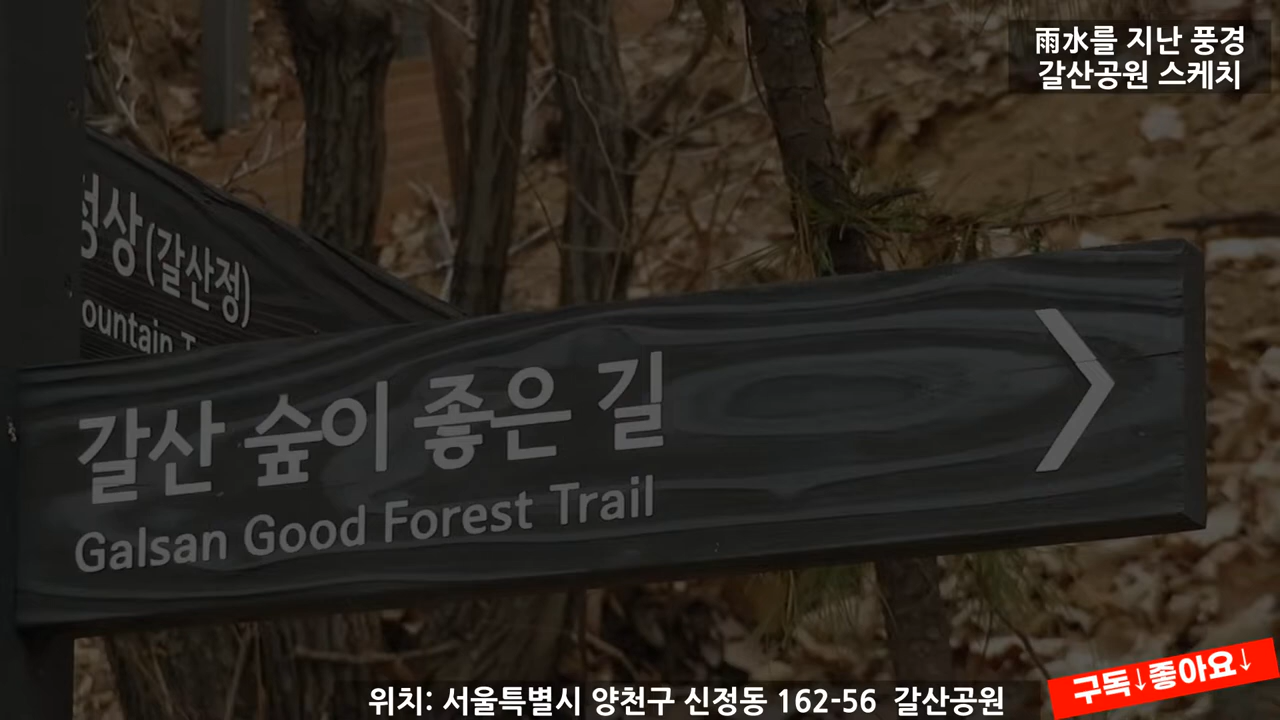 雨水를 지난 풍경
갈산공원 스케치
상(갈산정)
갈산 숲이 좋은 길
Galsan Good Forest Trail
위치: 서울특별시 양천구 신정동 162-56 갈산공원
구독↓좋아요↓